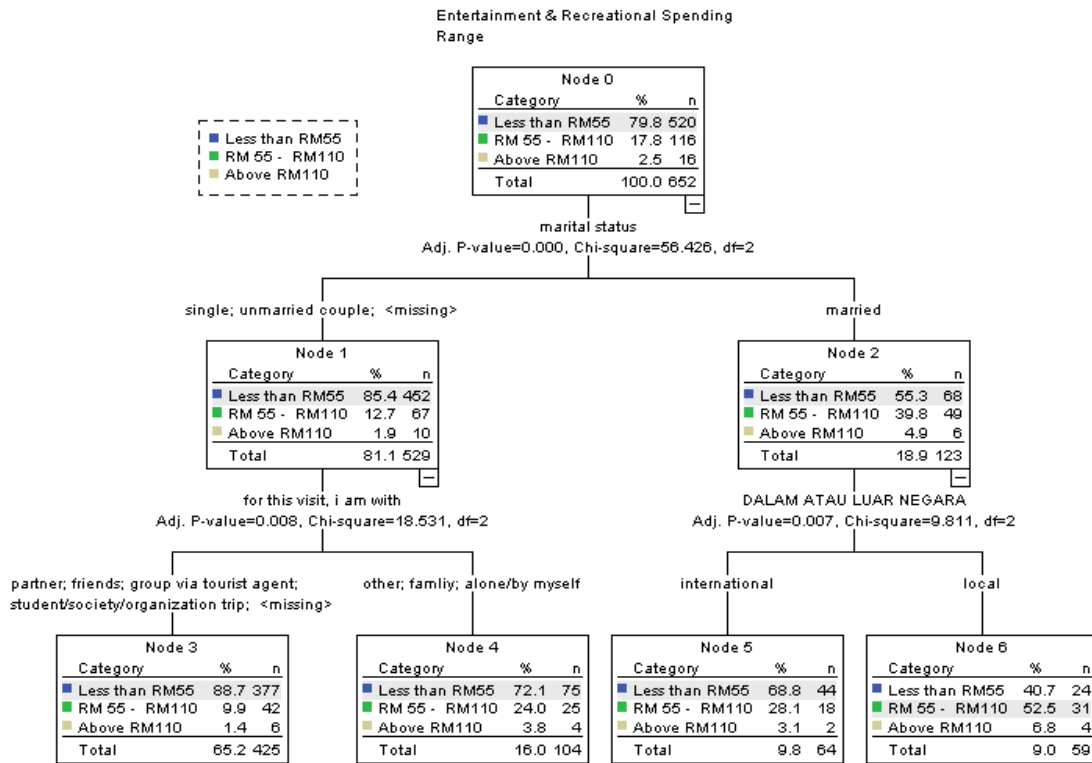 Entertainment & Recreational Spending
Range
Less than RM55
RM 55 - RM110
Above RM110
Node 0
Category % n
Less than RM55 79.8 520
RM 55 - RM110 17.8 116
Above RM110 2.5 16
Total 100.0 652
marital status
Adj. P-value=0.000, Chi-square=56.426, df=2
single; unmarried couple; <missing>
married
Node 1
Category % n
Less than RM55 85.4 452
RM 55 - RM110 12.7 67
Above RM110 1.9 10
Total 81.1 529
Node 2
Category % n
Less than RM55 55.3 68
RM 55 - RM110 39.8 49
Above RM110 4.9 6
Total 18.9 123
for this visit, i am with
Adj. P-value=0.008, Chi-square=18.531, df=2
DALAM ATAU LUAR NEGARA
Adj. P-value=0.007, Chi-square=9.811, df=2
partner; friends; group via tourist agent;
student/society/organization trip; <missing>
other; famliy; alone/by myself
international
local
Node 3
Category % n
Less than RM55 88.7 377
RM 55 - RM110 9.9 42
Above RM110 1.4 6
Total 65.2 425
Node 4
Category % n
Less than RM55 72.1 75
RM 55 - RM110 24.0 25
Above RM110 3.8 4
Total 16.0 104
Node 5
Category % n
Less than RM55 68.8 44
RM 55 - RM110 28.1 18
Above RM110 3.1 2
Total 9.8 64
Node 6
Category % n
Less than RM55 40.7 24
RM 55 - RM110 52.5 31
Above RM110 6.8 4
Total 9.0 59